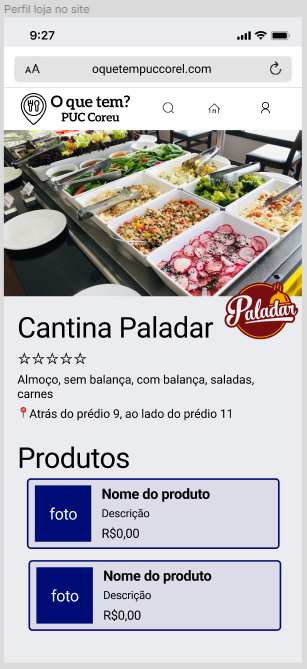 Perfil loja no site
9:27
AA
oquetempuccorel.com
O que tem?
PUC Coreu
Paladar
Cantina Paladar
Almoço, sem balança, com balança, saladas,
carnes
Atrás do prédio 9, ao lado do prédio 11
Produtos
foto
Nome do produto
Descrição
R$0,00
foto
Nome do produto
Descrição
R$0,00